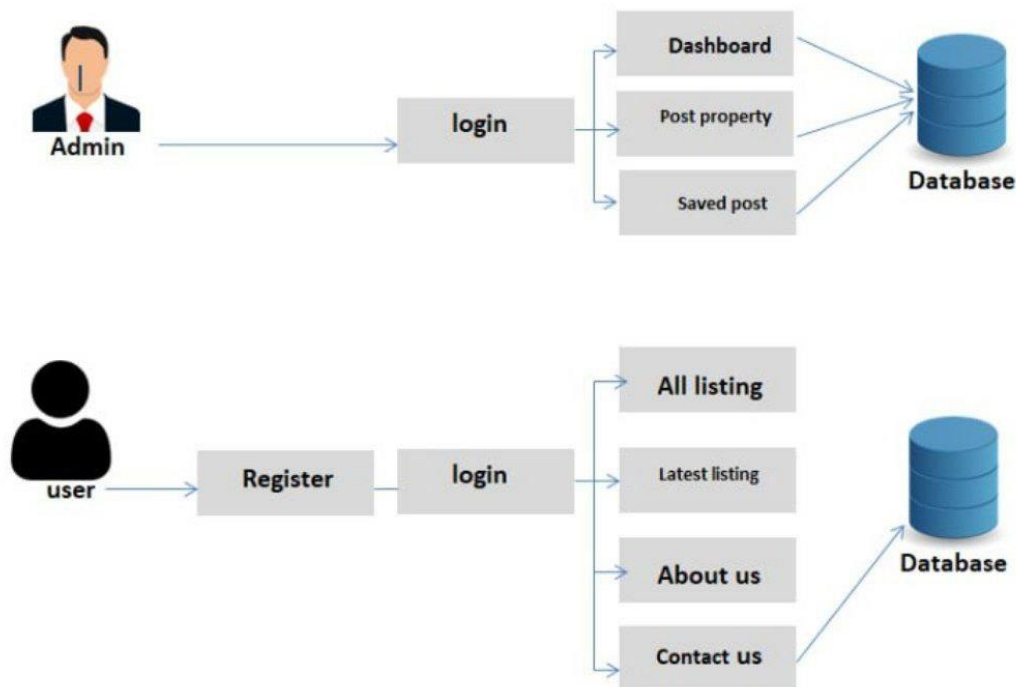 Admin
login
Dashboard
Post property
Saved post
Database
user
Register
login
All listing
Latest listing
About us
Contact us
Database